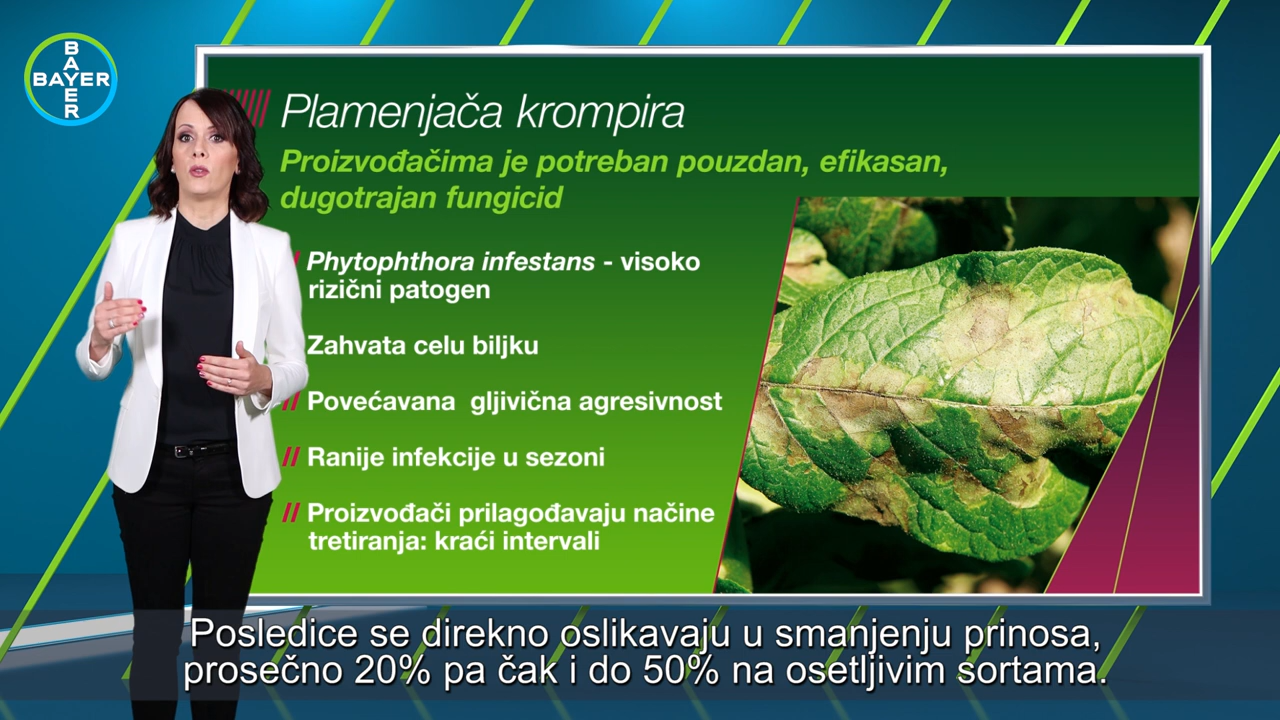 BAYER
BAYER
Plamenjača krompira
Proizvođačima je potreban pouzdan, efikasan,
dugotrajan fungicid
// Phytophthora infestans - visoko
rizični patogen
Zahvata celu biljku
// Povećavana gljivična agresivnost
// Ranije infekcije u sezoni
// Proizvođači prilagođavaju načine
tretiranja: kraći intervali
Posledice se direkno oslikavaju u smanjenju prinosa,
prosečno 20% pa čak i do 50% na osetljivim sortama.